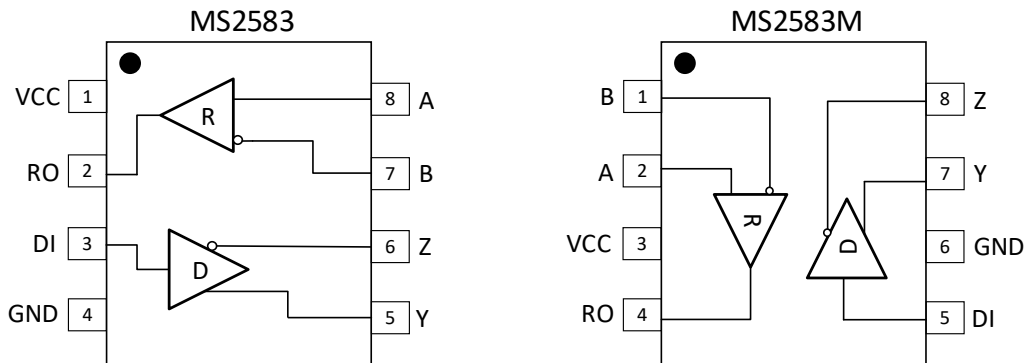 MS2583
VCC 1
8 A
R
RO 2
7 B
DI 3
6 Z
D
GND 4
5 Y
MS2583M
B 1
8 Z
A 2
7 Y
R
D
VCC 3
6 GND
RO 4
5 DI